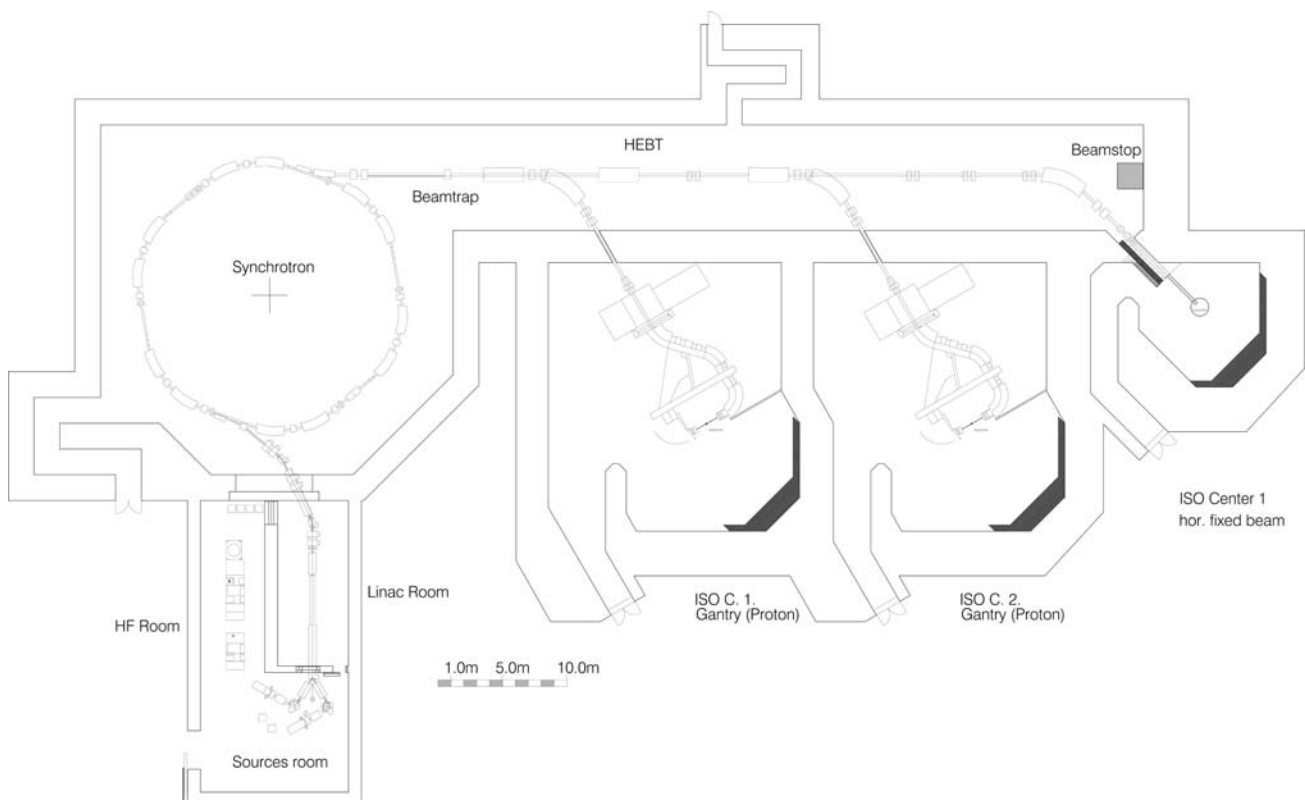 HEBT
Beamstop
Beamtrap
Synchrotron
ISO Center 1
hor. fixed beam
Linac Room
ISO C. 1.
Gantry (Proton)
ISO C. 2.
Gantry (Proton)
HF Room
1.0m 5.0m 10.0m
Sources room